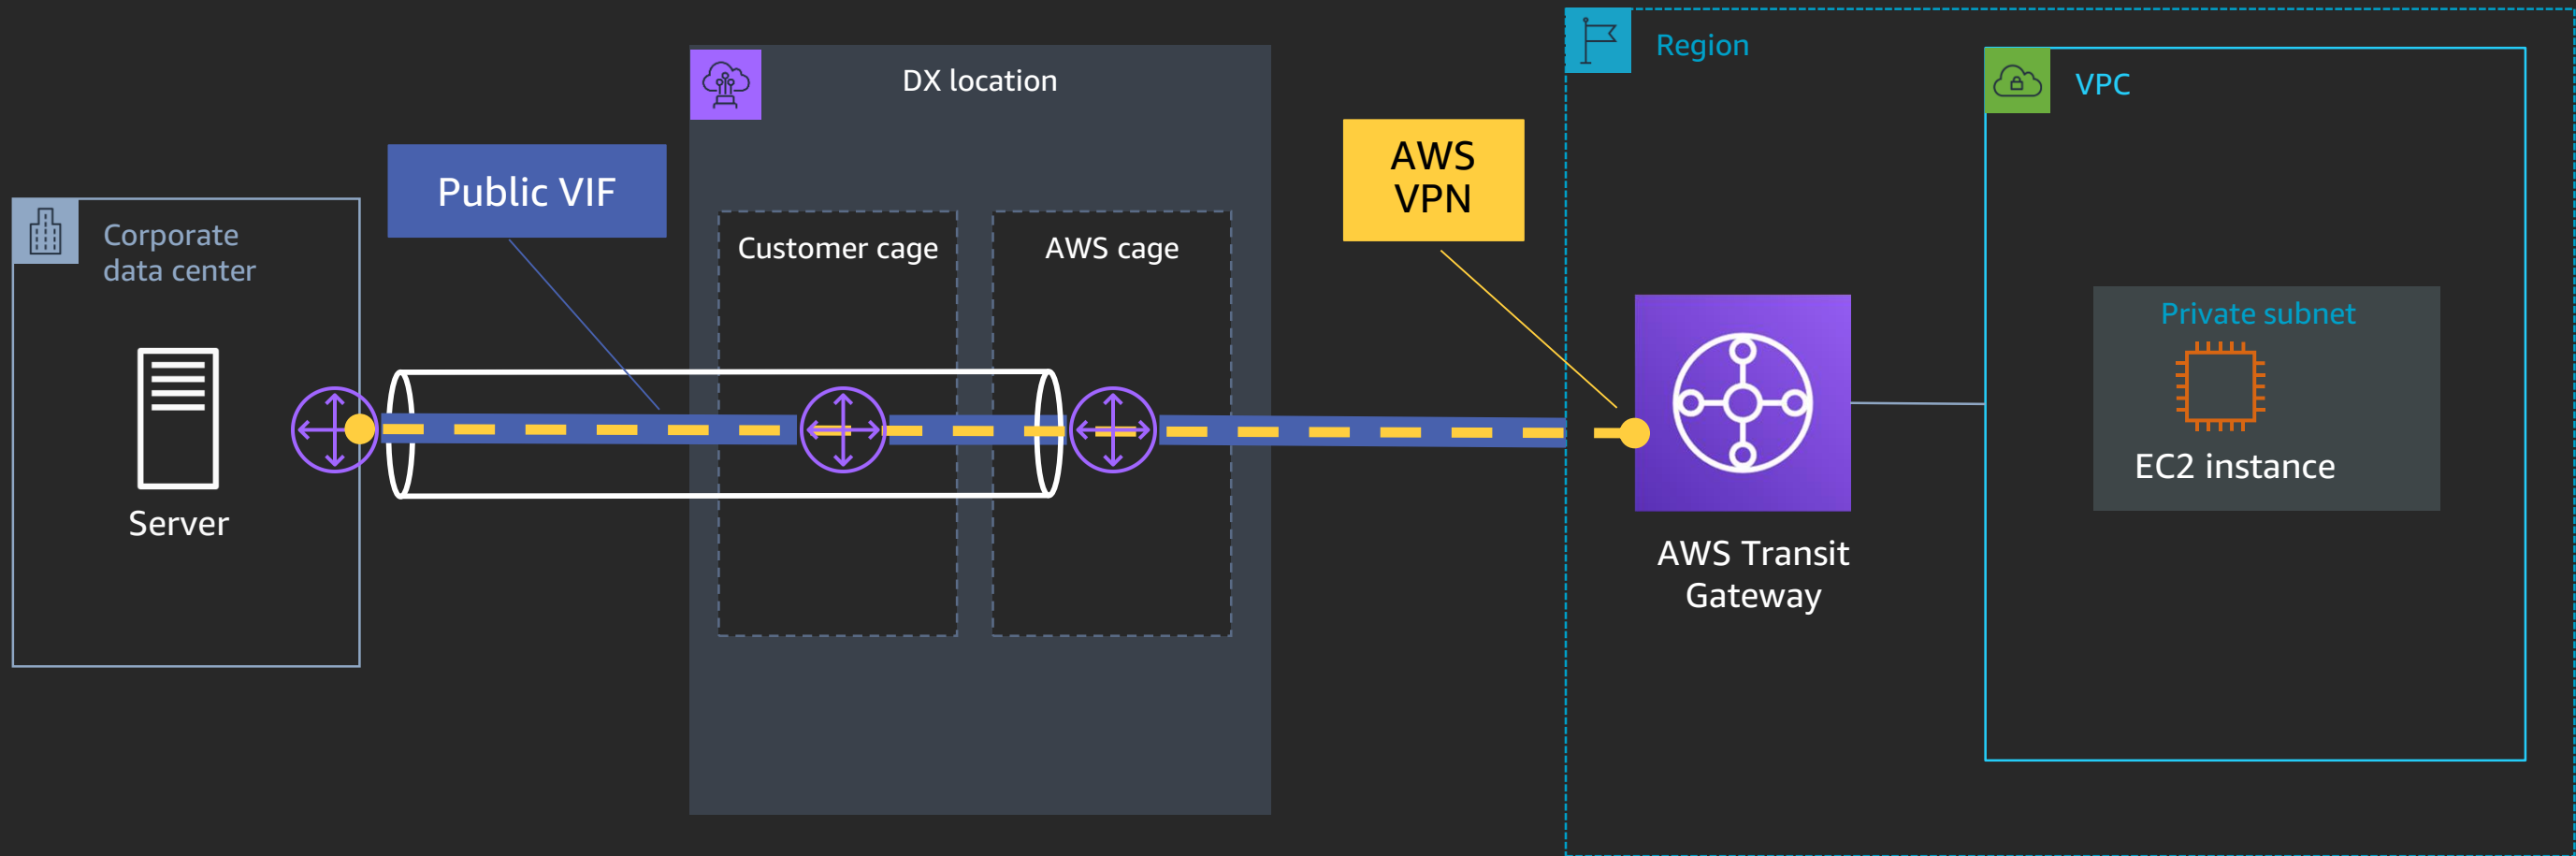 Corporate
data center
Server
Public VIF
DX location
Customer cage
AWS cage
AWS
VPN
Region
AWS Transit
Gateway
VPC
Private subnet
EC2 instance